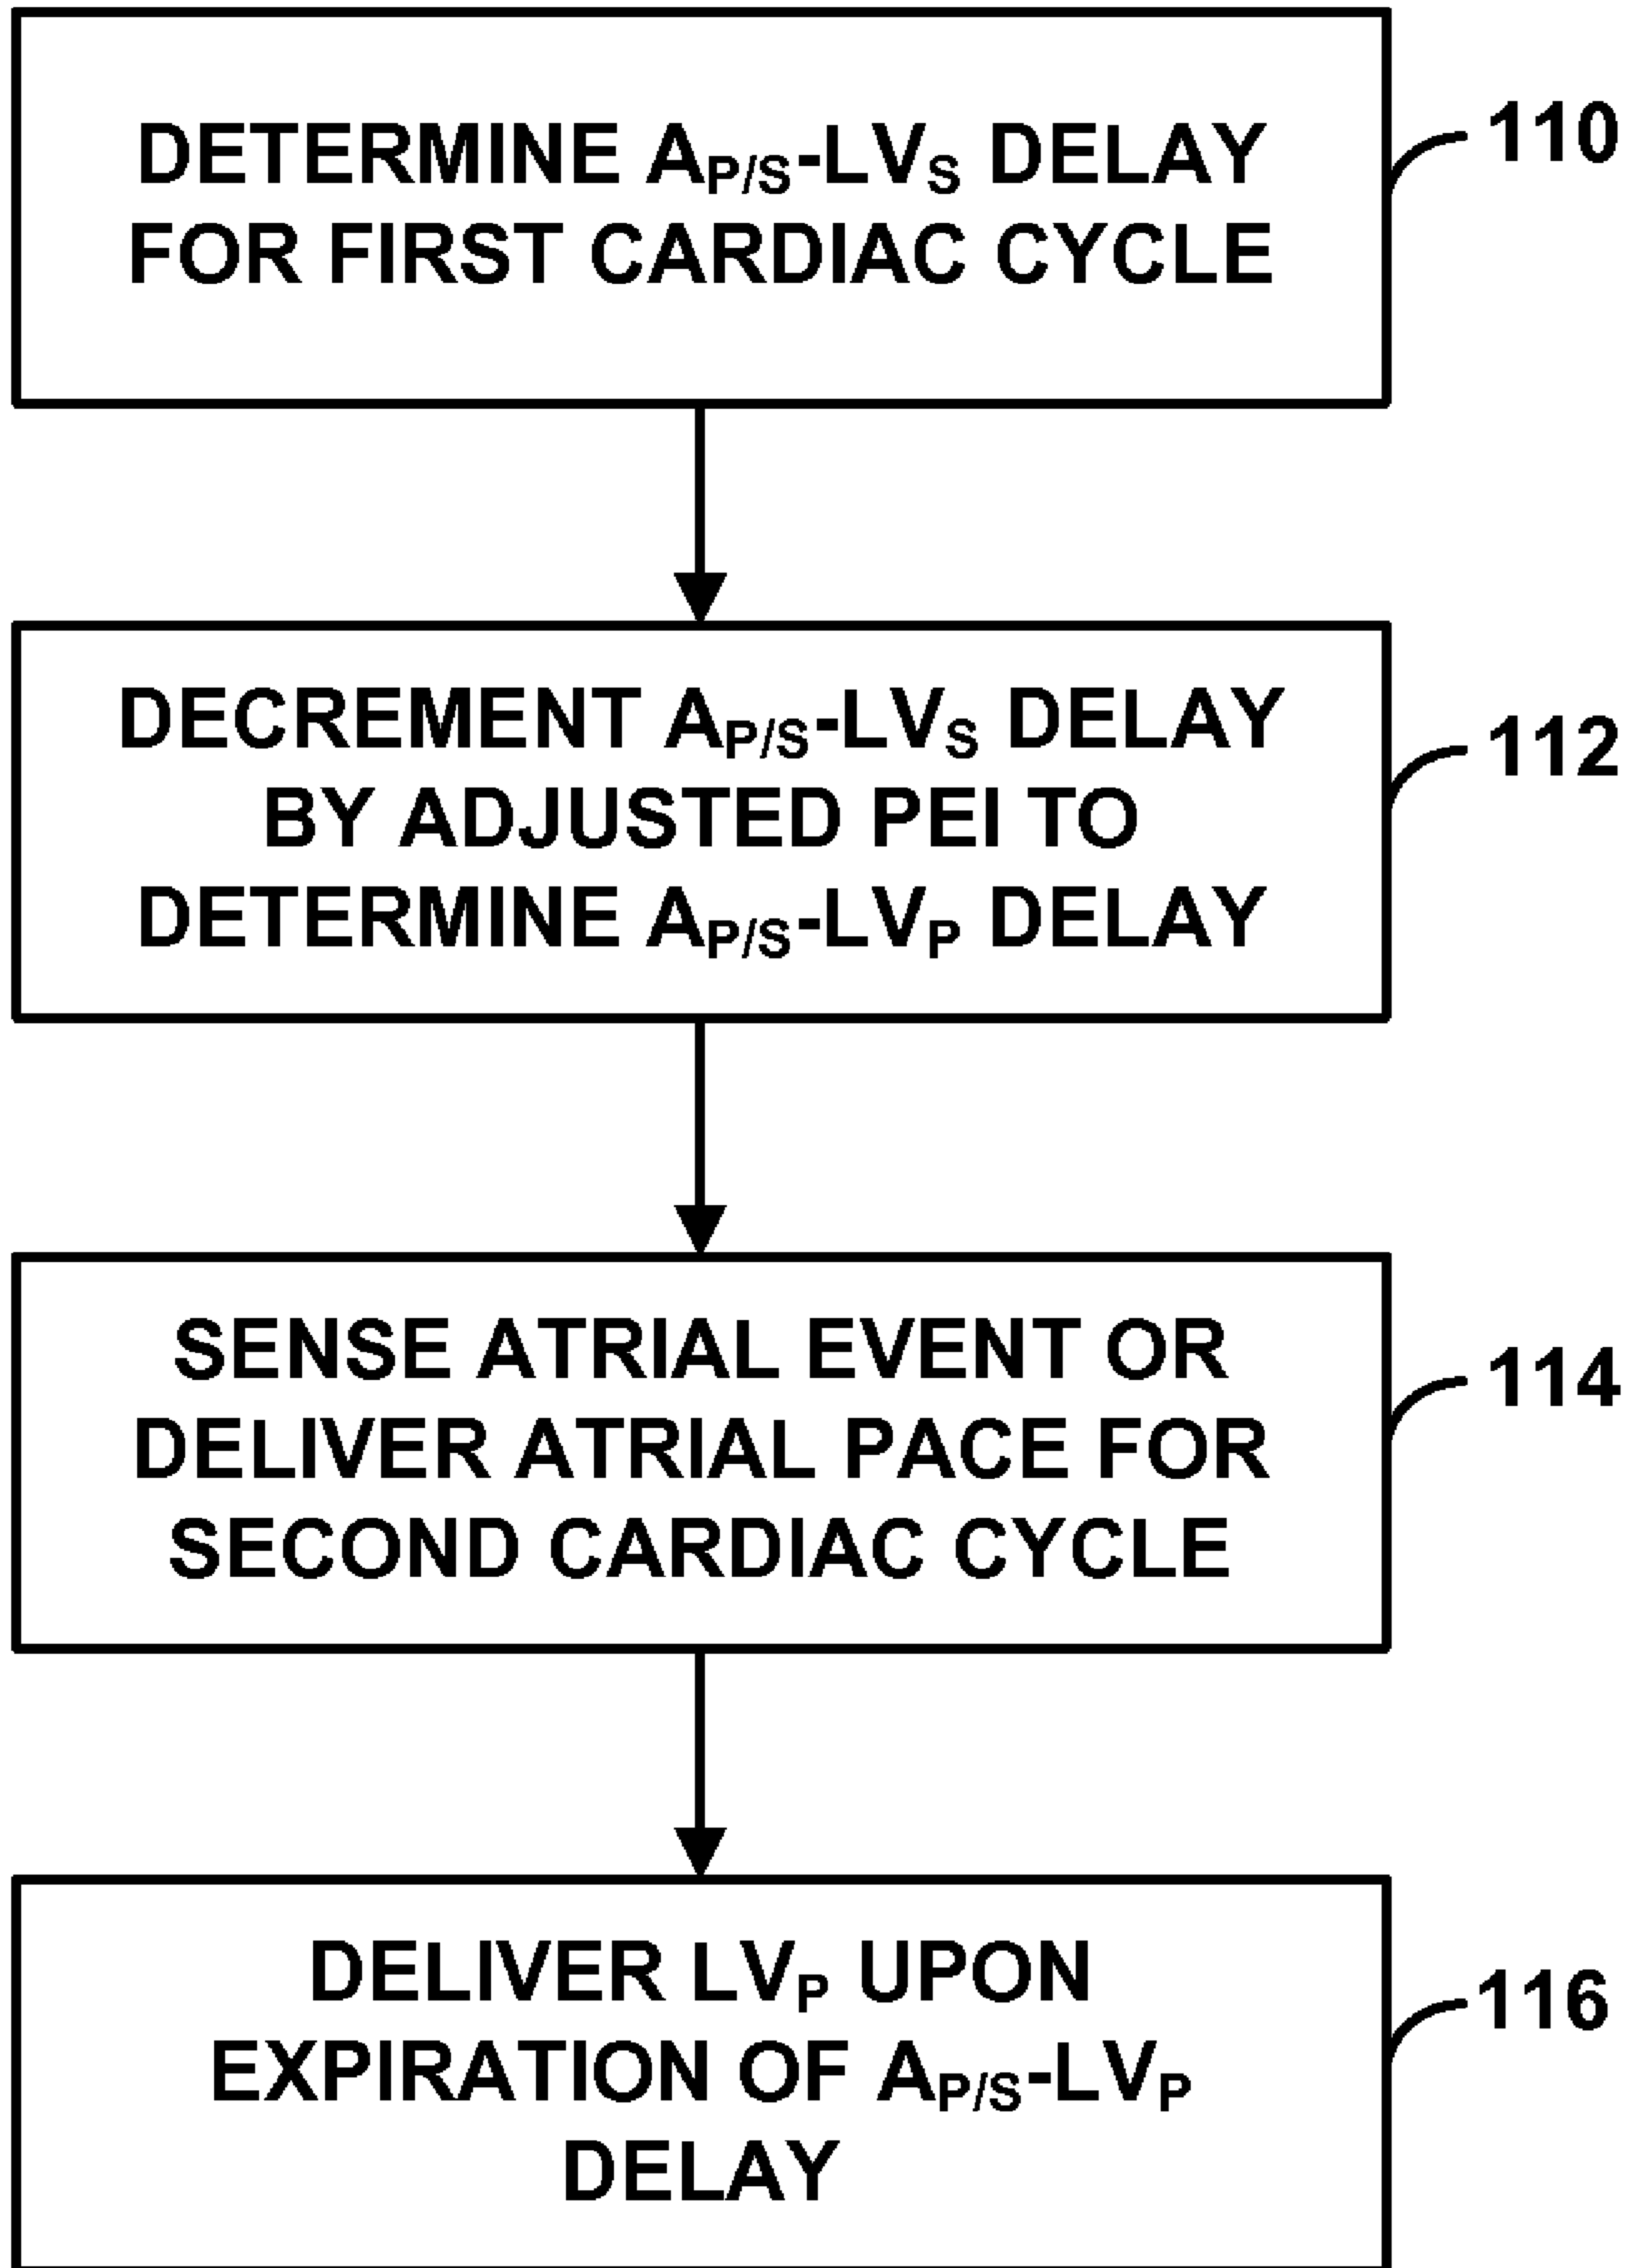 DETERMINE AP/S-LVS DELAY
FOR FIRST CARDIAC CYCLE
110
DECREMENT AP/S-LVS DELAY
BY ADJUSTED PEI TO
DETERMINE AP/S-LVP DELAY
112
SENSE ATRIAL EVENT OR
DELIVER ATRIAL PACE FOR
SECOND CARDIAC CYCLE
114
DELIVER LVP UPON
EXPIRATION OF AP/S-LVP
DELAY
116